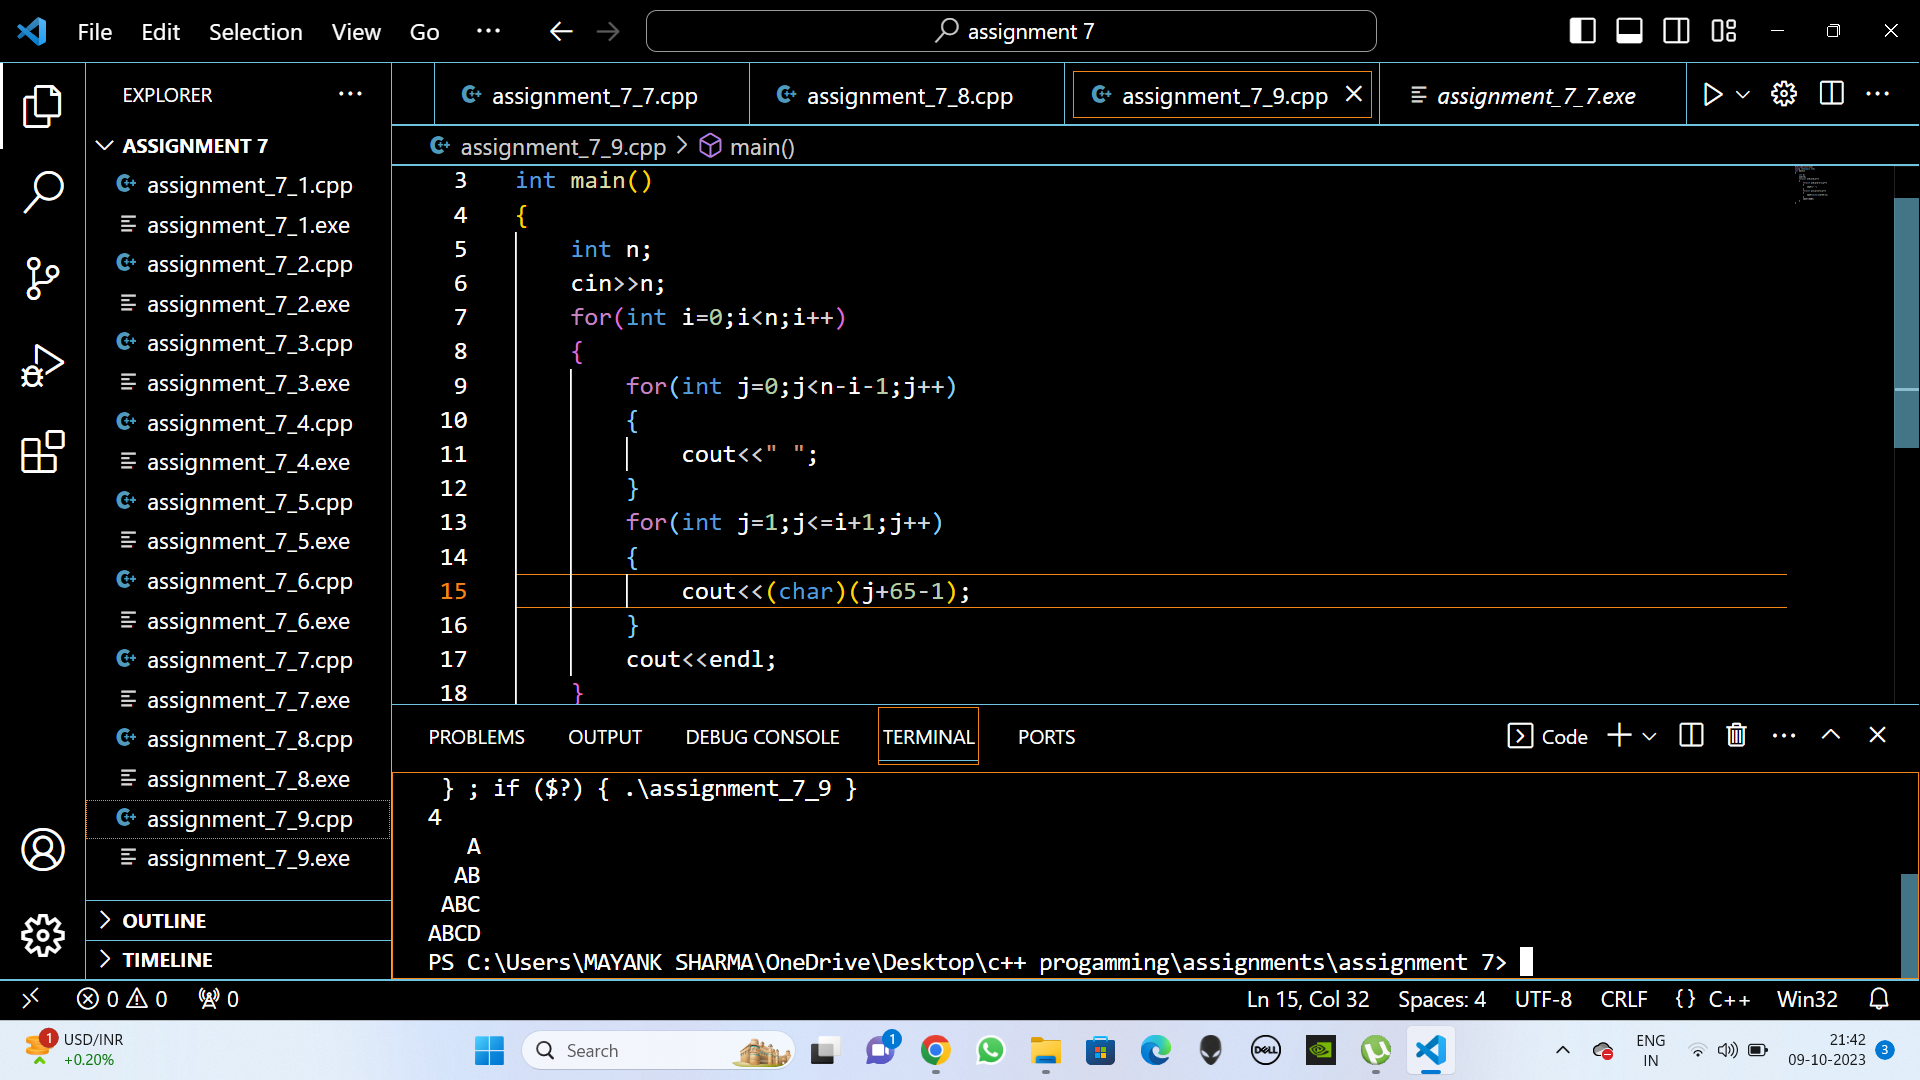 File Edit Selection View Go ···
assignment 7
EXPLORER ···
ASSIGNMENT 7
assignment_7_1.cpp
assignment_7_1.exe
assignment_7_2.cpp
assignment_7_2.exe
assignment_7_3.cpp
assignment_7_3.exe
assignment_7_4.cpp
assignment_7_4.exe
assignment_7_5.cpp
assignment_7_5.exe
assignment_7_6.cpp
assignment_7_6.exe
assignment_7_7.cpp
assignment_7_7.exe
assignment_7_8.cpp
assignment_7_8.exe
assignment_7_9.cpp
assignment_7_9.exe
OUTLINE
TIMELINE
assignment_7_7.cpp assignment_7_8.cpp assignment_7_9.cpp assignment_7_7.exe
assignment_7_9.cpp > main()
3 int main()
4 {
5     int n;
6     cin>>n;
7     for(int i=0;i<n;i++)
8     {
9         for(int j=0;j<n-i-1;j++)
10         {
11             cout<<" ";
12         }
13         for(int j=1;j<=i+1;j++)
14         {
15             cout<<(char)(j+65-1);
16         }
17         cout<<endl;
18     }
PROBLEMS OUTPUT DEBUG CONSOLE TERMINAL PORTS Code
 } ; if ($?) { .\assignment_7_9 }
4
   A
  AB
 ABC
ABCD
PS C:\Users\MAYANK SHARMA\OneDrive\Desktop\c++ progamming\assignments\assignment 7>
0 0 0 Ln 15, Col 32 Spaces: 4 UTF-8 CRLF {} C++ Win32
1 USD/INR
+0.20%
Search
1
DELL
ENG
IN
21:42
09-10-2023
3